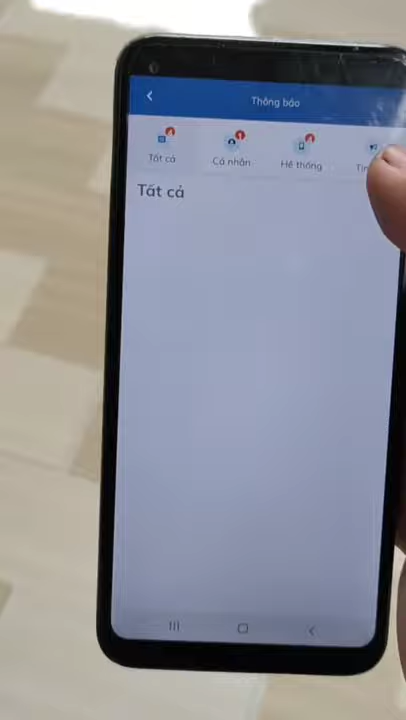 Thông báo
Tất cả
Cá nhân
Hệ thống
Tất cả